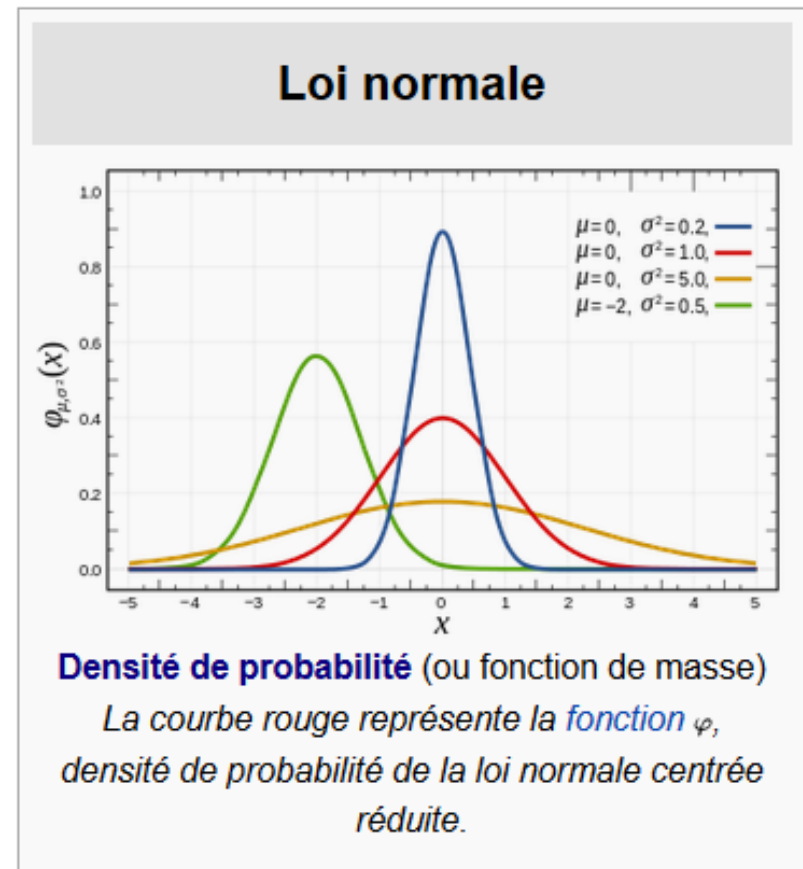 Loi normale
1.0
0.8
0.6
0.4
0.2
0.0
φμ,σ²(x)
μ=0, σ²=0.2,
μ=0, σ²=1.0,
μ=0, σ²=5.0,
μ=−2, σ²=0.5,
−5 −4 −3 −2 −1 0 1 2 3 4 5
x
Densité de probabilité (ou fonction de masse)
La courbe rouge représente la fonction φ,
densité de probabilité de la loi normale centrée
réduite.